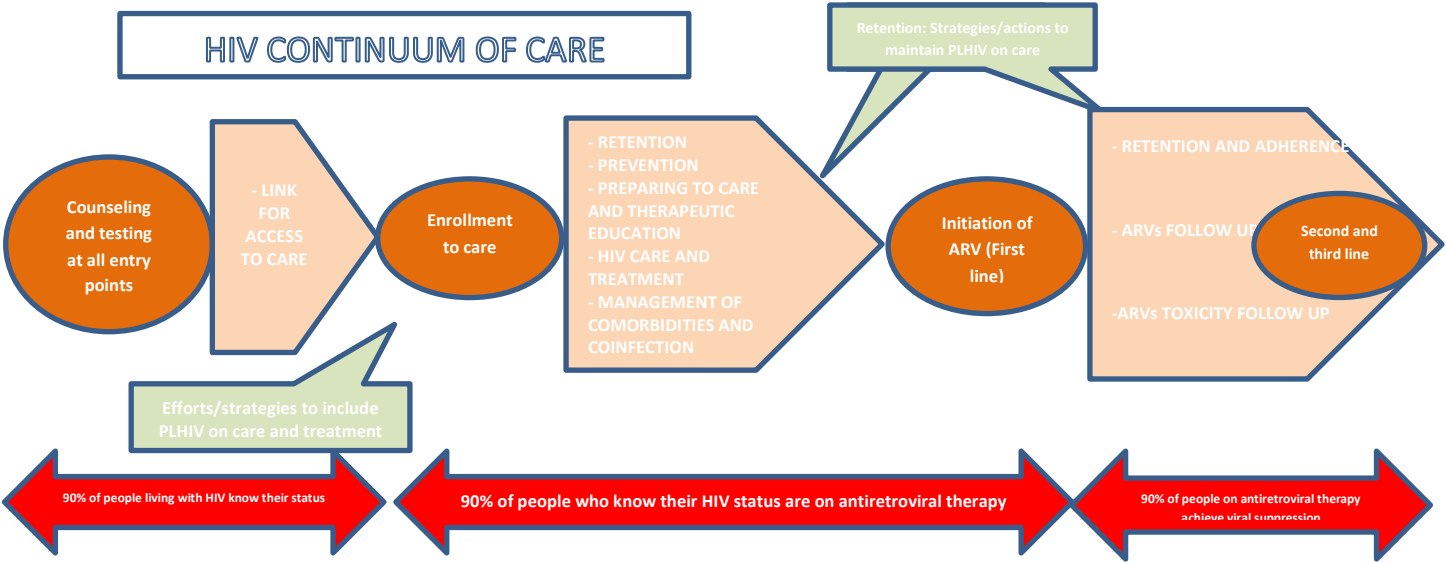 HIV CONTINUUM OF CARE
Retention: Strategies/actions to
maintain PLHIV on care
Counseling
and testing
at all entry
points
- LINK
FOR
ACCESS
TO CARE
Enrollment
to care
- RETENTION
- PREVENTION
- PREPARING TO CARE
AND THERAPEUTIC
EDUCATION
- HIV CARE AND
TREATMENT
- MANAGEMENT OF
COMORBIDITIES AND
COINFECTION
Initiation of
ARV (First
line)
- RETENTION AND ADHERENCE
- ARVs FOLLOW UP
-ARVs TOXICITY FOLLOW UP
Second and
third line
Efforts/strategies to include
PLHIV on care and treatment
90% of people living with HIV know their status
90% of people who know their HIV status are on antiretroviral therapy
90% of people on antiretroviral therapy
achieve viral suppression